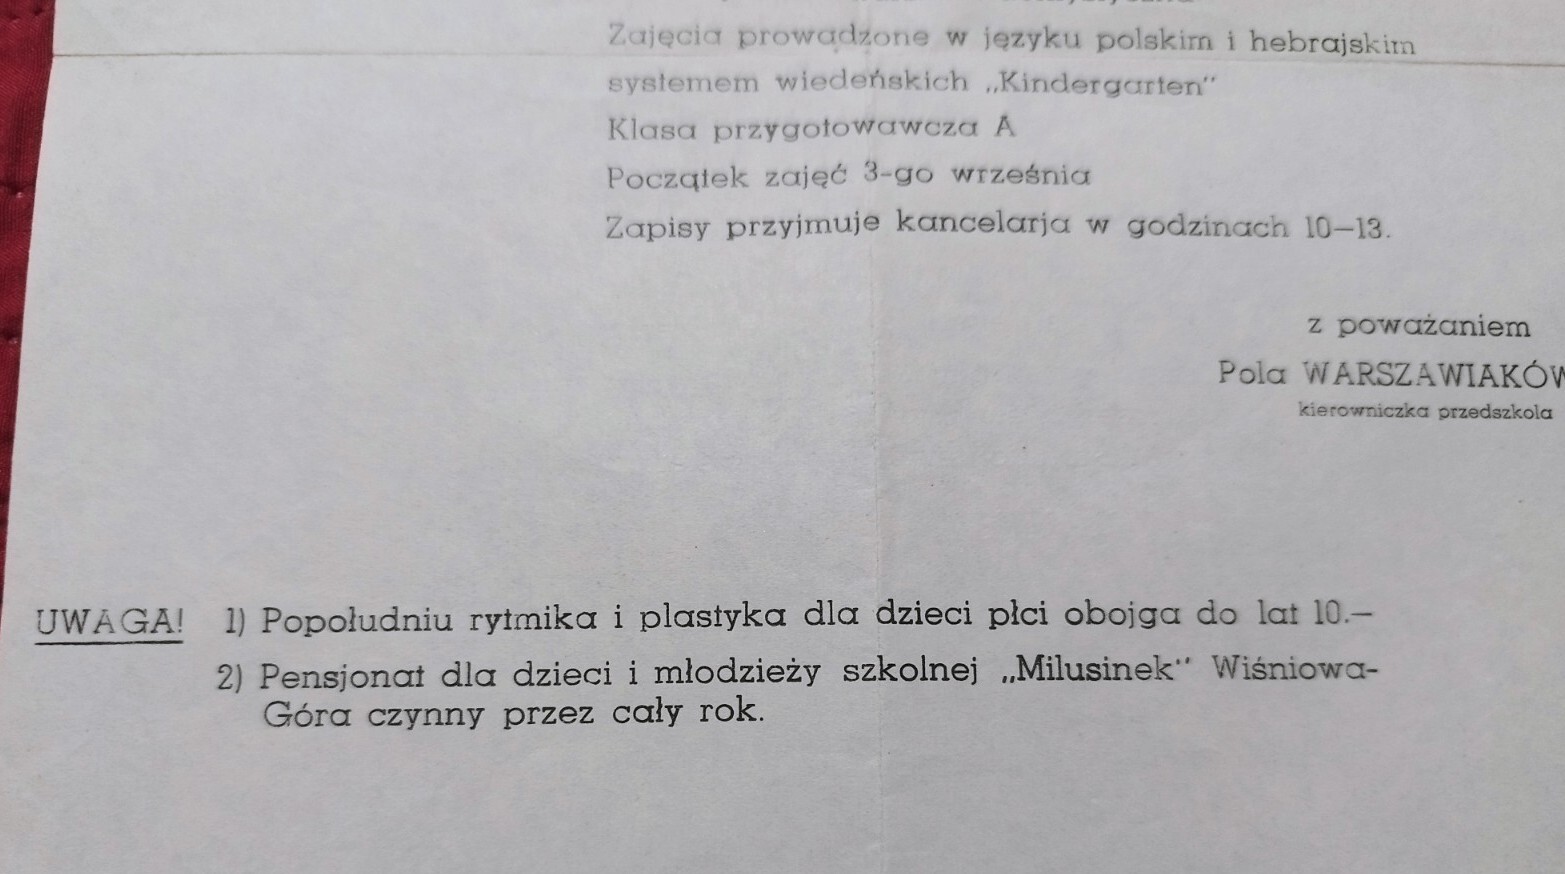 Zajęcia prowadzone w języku polskim i hebrajskim
systemem wiedeńskich „Kindergarten"
Klasa przygotowawcza A
Początek zajęć 3-go września
Zapisy przyjmuje kancelarja w godzinach 10—13.
z poważaniem
Pola WARSZAWIAKÓW
kierowniczka przedszkola
UWAGA! 1) Popołudniu rytmika i plastyka dla dzieci płci obojga do lat 10.—
2) Pensjonat dla dzieci i młodzieży szkolnej „Milusinek" Wiśniowa-
Góra czynny przez cały rok.